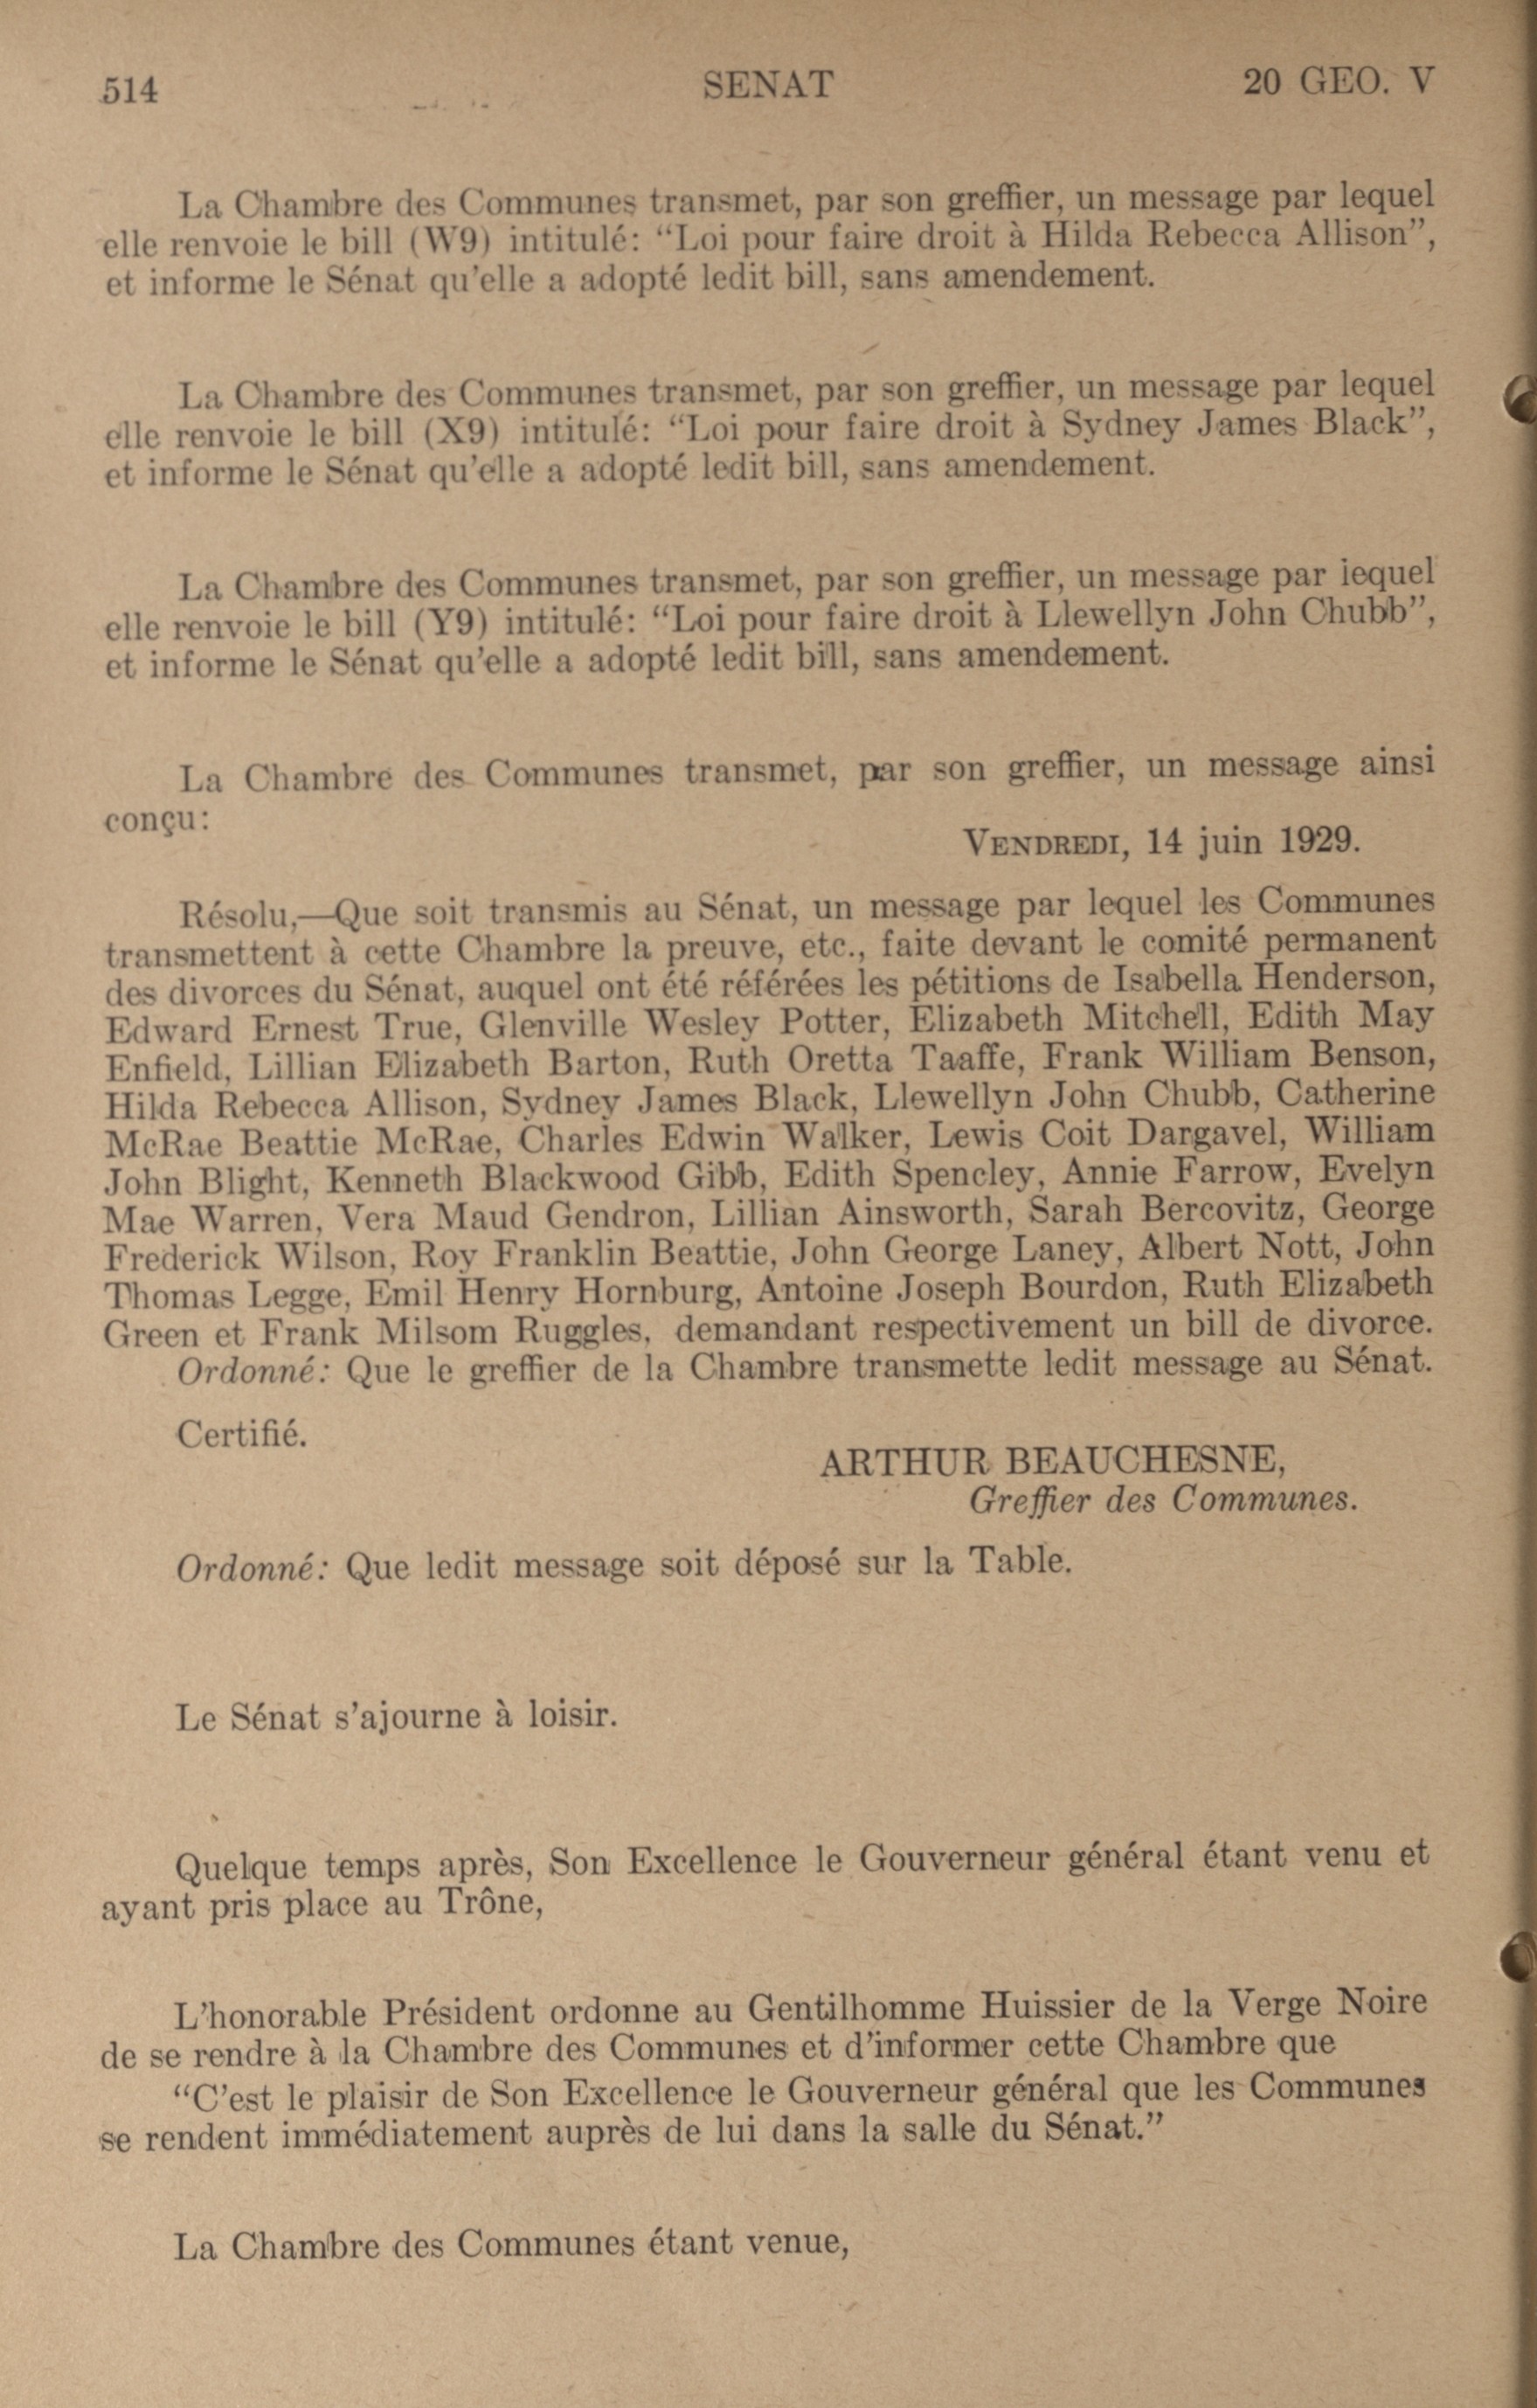 514 SENAT 20 GEO. V
La Chambre des Communes transmet, par son greffier, un message par lequel
elle renvoie le bill (W9) intitulé: “Loi pour faire droit à Hilda Rebecca Allison”,
et informe le Sénat qu’elle a adopté ledit bill, sans amendement.
La Chambre des Communes transmet, par son greffier, un message par lequel
elle renvoie le bill (X9) intitulé: “Loi pour faire droit à Sydney James Black”,
et informe le Sénat qu’elle a adopté ledit bill, sans amendement.
La Chambre des Communes transmet, par son greffier, un message par lequel
elle renvoie le bill (Y9) intitulé: “Loi pour faire droit à Llewellyn John Chubb”,
et informe le Sénat qu’elle a adopté ledit bill, sans amendement.
La Chambre des Communes transmet, par son greffier, un message ainsi
conçu:
VENDREDI, 14 juin 1929.
Résolu,—Que soit transmis au Sénat, un message par lequel les Communes
transmettent à cette Chambre la preuve, etc., faite devant le comité permanent
des divorces du Sénat, auquel ont été référées les pétitions de Isabella Henderson,
Edward Ernest True, Glenville Wesley Potter, Elizabeth Mitchell, Edith May
Enfield, Lillian Elizabeth Barton, Ruth Oretta Taaffe, Frank William Benson,
Hilda Rebecca Allison, Sydney James Black, Llewellyn John Chubb, Catherine
McRae Beattie McRae, Charles Edwin Walker, Lewis Coit Dargavel, William
John Blight, Kenneth Blackwood Gibb, Edith Spencley, Annie Farrow, Evelyn
Mae Warren, Vera Maud Gendron, Lillian Ainsworth, Sarah Bercovitz, George
Frederick Wilson, Roy Franklin Beattie, John George Laney, Albert Nott, John
Thomas Legge, Emil Henry Hornburg, Antoine Joseph Bourdon, Ruth Elizabeth
Green et Frank Milsom Ruggles, demandant respectivement un bill de divorce.
Ordonné: Que le greffier de la Chambre transmette ledit message au Sénat.
Certifié.
ARTHUR BEAUCHESNE,
Greffier des Communes.
Ordonné: Que ledit message soit déposé sur la Table.
Le Sénat s’ajourne à loisir.
Quelque temps après, Son Excellence le Gouverneur général étant venu et
ayant pris place au Trône,
L’honorable Président ordonne au Gentilhomme Huissier de la Verge Noire
de se rendre à la Chambre des Communes et d’informer cette Chambre que
“C’est le plaisir de Son Excellence le Gouverneur général que les Communes
se rendent immédiatement auprès de lui dans la salle du Sénat.”
La Chambre des Communes étant venue,